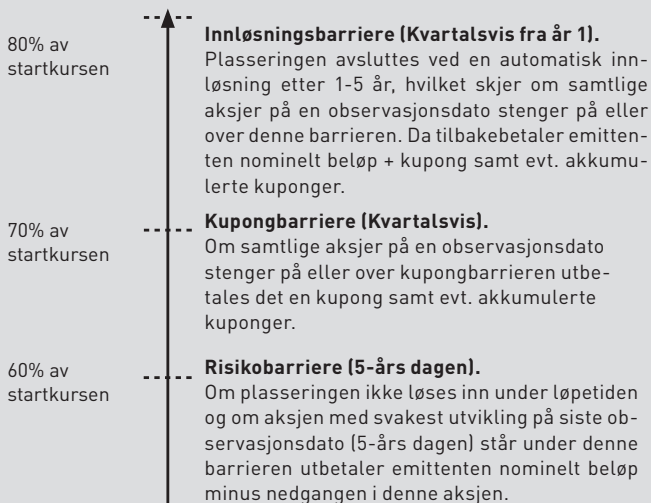 80% av
startkursen
Innløsningsbarriere (Kvartalsvis fra år 1).
Plasseringen avsluttes ved en automatisk inn-
løsning etter 1-5 år, hvilket skjer om samtlige
aksjer på en observasjonsdato stenger på eller
over denne barrieren. Da tilbakebetaler emitten-
ten nominelt beløp + kupong samt evt. akkumu-
lerte kuponger.
70% av
startkursen
Kupongbarriere (Kvartalsvis).
Om samtlige aksjer på en observasjonsdato
stenger på eller over kupongbarrieren utbe-
tales det en kupong samt evt. akkumulerte
kuponger.
60% av
startkursen
Risikobarriere (5-års dagen).
Om plasseringen ikke løses inn under løpetiden
og om aksjen med svakest utvikling på siste ob-
servasjonsdato (5-års dagen) står under denne
barrieren utbetaler emittenten nominelt beløp
minus nedgangen i denne aksjen.